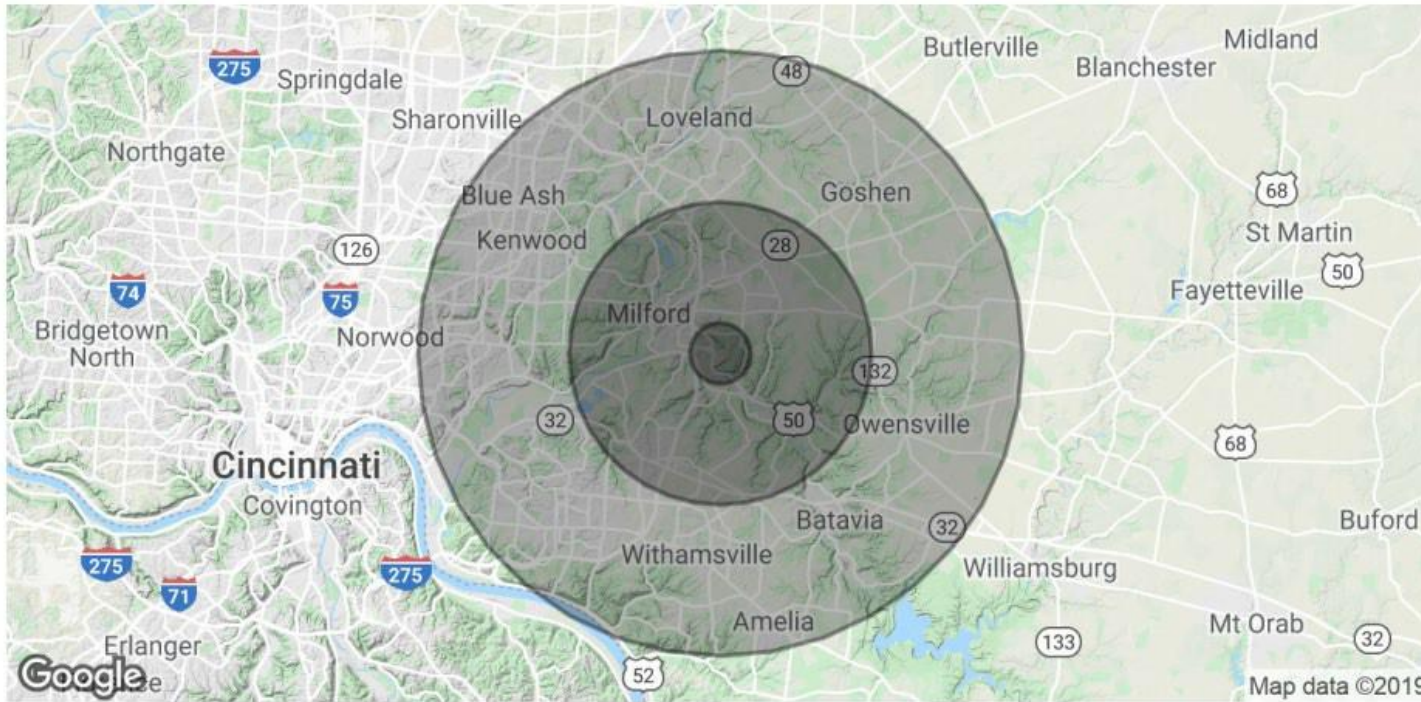 Midland
Butlerville
Blanchester
275
Springdale
48
Sharonville
Loveland
Northgate
Blue Ash
Goshen
68
Kenwood
28
126
St Martin
50
74
75
Fayetteville
Milford
Bridgetown
North
Norwood
132
32
50
Owensville
68
Cincinnati
Covington
Batavia
32
Buford
275
71
275
Withamsville
Williamsburg
Amelia
133
Mt Orab
32
Erlanger
52
Google
Map data ©2019